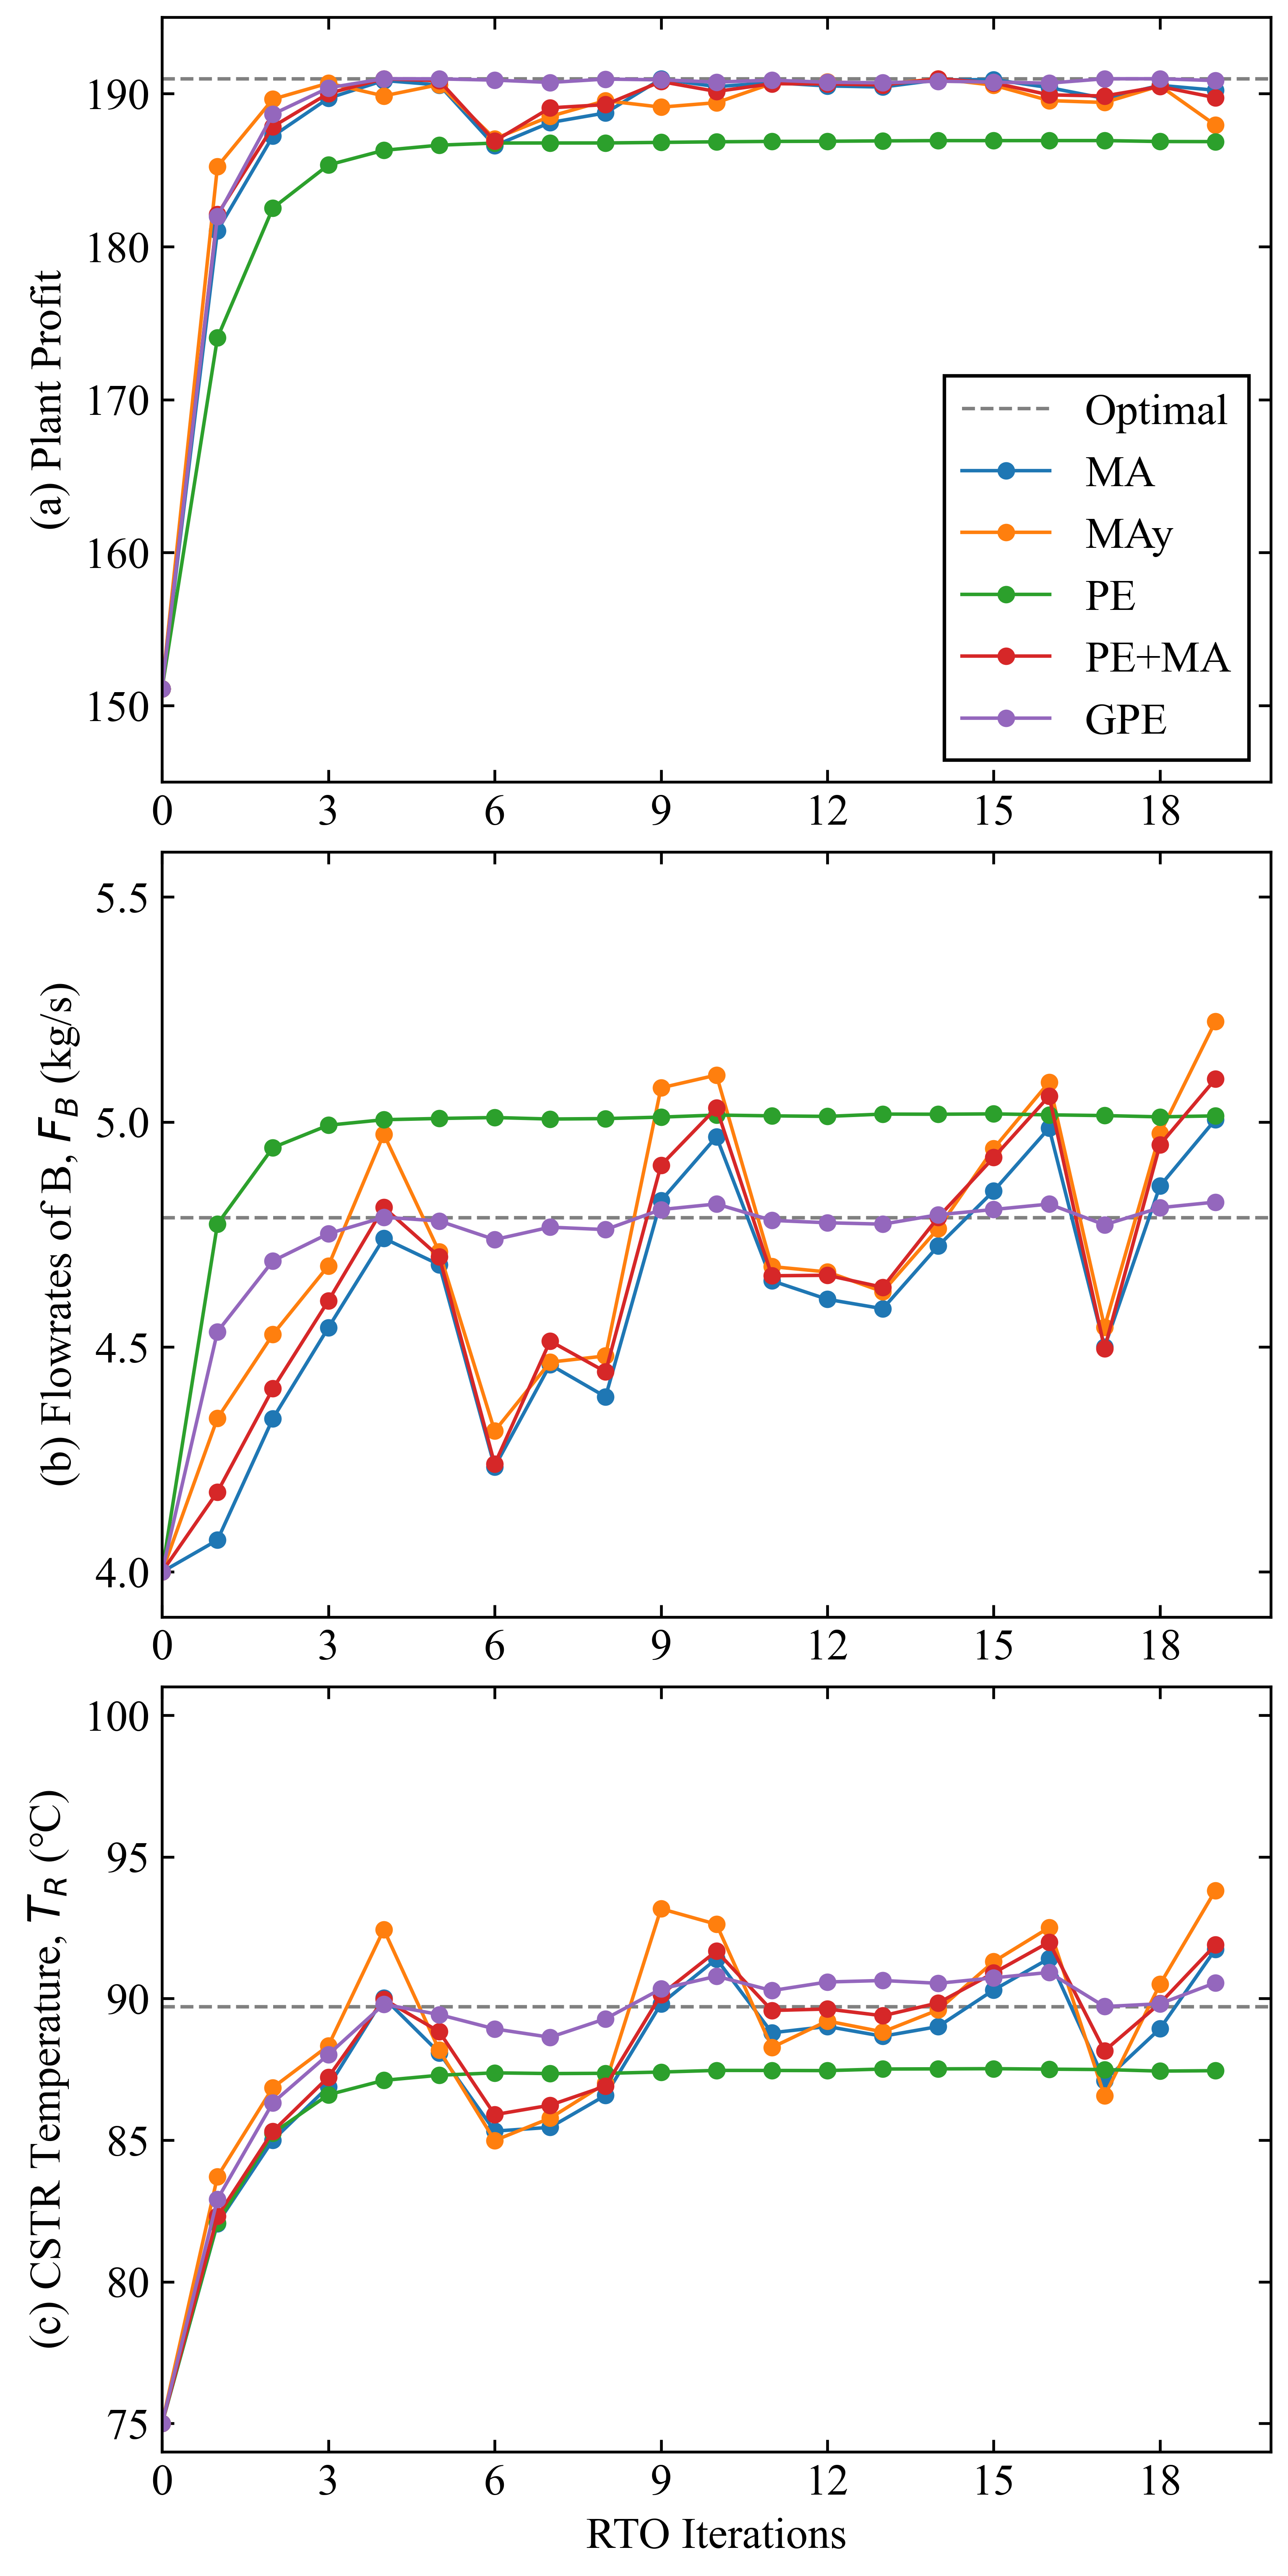 (a) Plant Profit
190
180
170
160
150
Optimal
MA
MAy
PE
PE+MA
GPE
0 3 6 9 12 15 18
(b) Flowrates of B, F_B (kg/s)
5.5
5.0
4.5
4.0
0 3 6 9 12 15 18
(c) CSTR Temperature, T_R (°C)
100
95
90
85
80
75
0 3 6 9 12 15 18
RTO Iterations